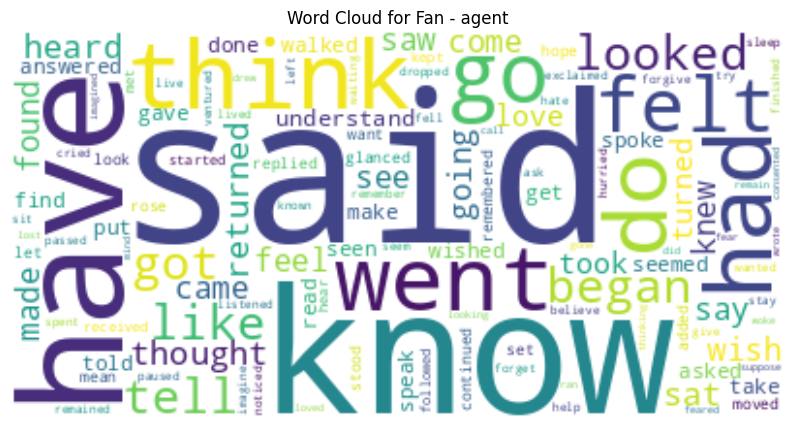 Word Cloud for Fan - agent
heard
done
walked
saw
come
hope
looked
sleep
answered
met
think
live
drew
left
waiting
kept
dropped
go
exclaimed
forgive
try
finished
imagined
ventured
gave
lived
understand
fell
hate
love
felt
found
have
said
want
call
spoke
cried
look
started
replied
glanced
going
do
turned
hurried
had
find
returned
see
remembered
get
ask
knew
consented
sit
put
rose
make
remember
known
remain
wrote
lost
passed
let
mind
got
feel
seen
seem
wished
took
seemed
gone
did
fear
wanted
made
came
listened
went
began
stay
say
spent
received
like
read
hear
looking
believe
added
give
thinking
woke
told
thought
stood
speak
followed
continued
set
forget
ran
wish
asked
suppose
mean
paused
tell
imagine
noticed
know
sat
take
remained
loved
help
feared
moved